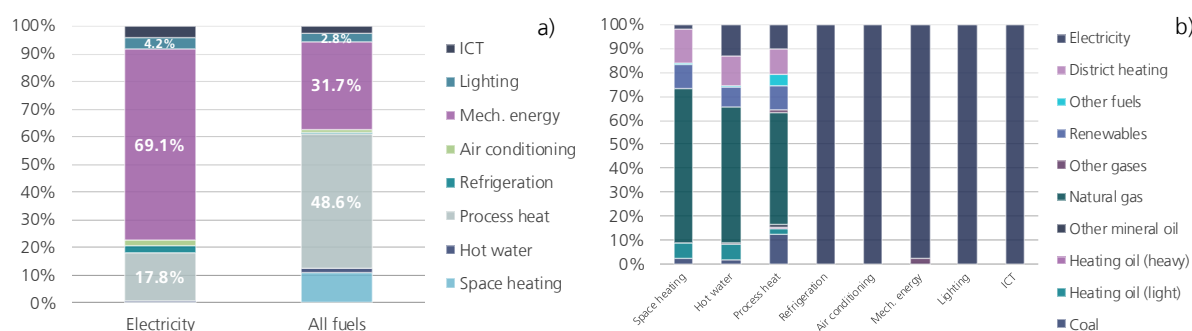 a)
100%
90%
80%
70%
60%
50%
40%
30%
20%
10%
0%
4.2%
69.1%
17.8%
2.8%
31.7%
48.6%
Electricity
All fuels
ICT
Lighting
Mech. energy
Air conditioning
Refrigeration
Process heat
Hot water
Space heating
b)
100%
90%
80%
70%
60%
50%
40%
30%
20%
10%
0%
Space heating
Hot water
Process heat
Refrigeration
Air conditioning
Mech. energy
Lighting
ICT
Electricity
District heating
Other fuels
Renewables
Other gases
Natural gas
Other mineral oil
Heating oil (heavy)
Heating oil (light)
Coal